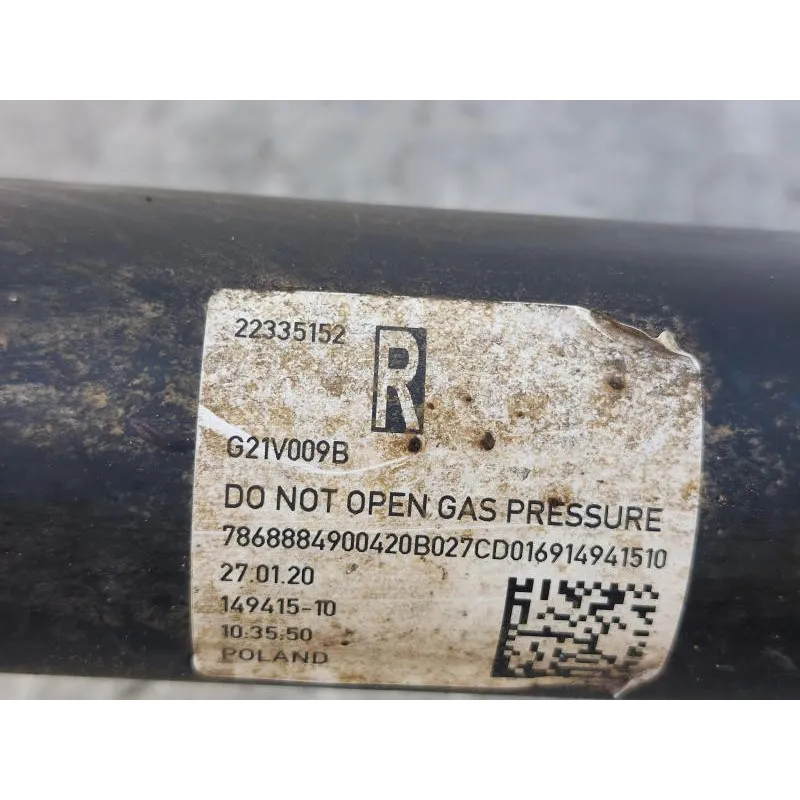 22335152
R
G21V009B
DO NOT OPEN GAS PRESSURE
7868884900420B027CD016914941510
27.01.20
149415-10
10.35.50
POLAND